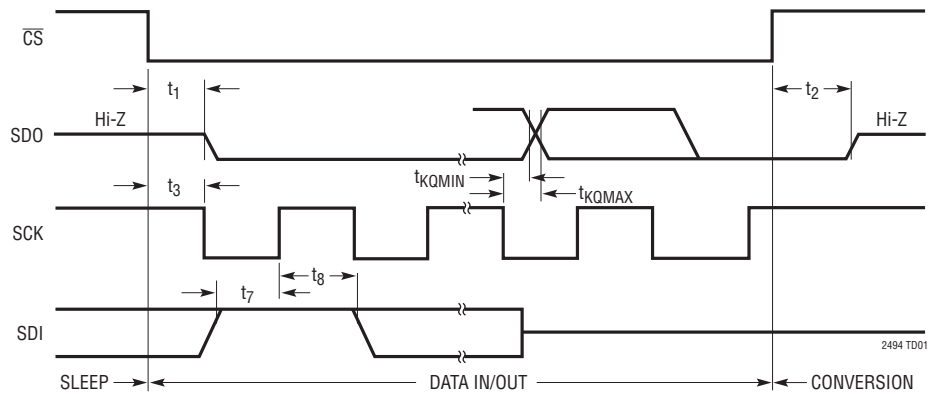 CS
t1
t2
Hi-Z
Hi-Z
SDO
t3
tKQMIN
tKQMAX
SCK
t8
t7
SDI
2494 TD01
SLEEP
DATA IN/OUT
CONVERSION